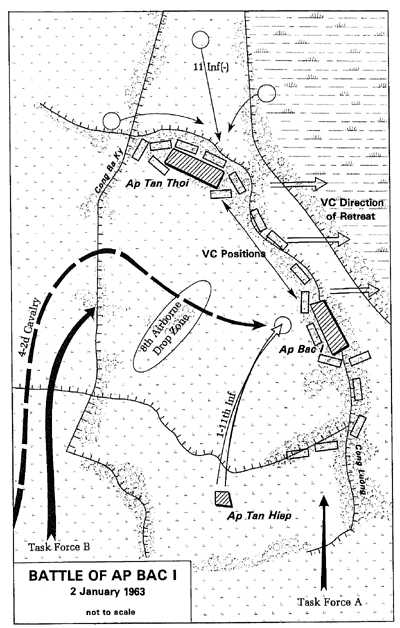 11 Inf(-)
Cong Ba Ky
Ap Tan Thoi
VC Direction
of Retreat
VC Positions
4-2d Cavalry
8th Airborne
Drop Zone
Ap Bac I
1-11th Inf.
Cong Luong
Ap Tan Hiep
Task Force B
Task Force A
BATTLE OF AP BAC I
2 January 1963
not to scale